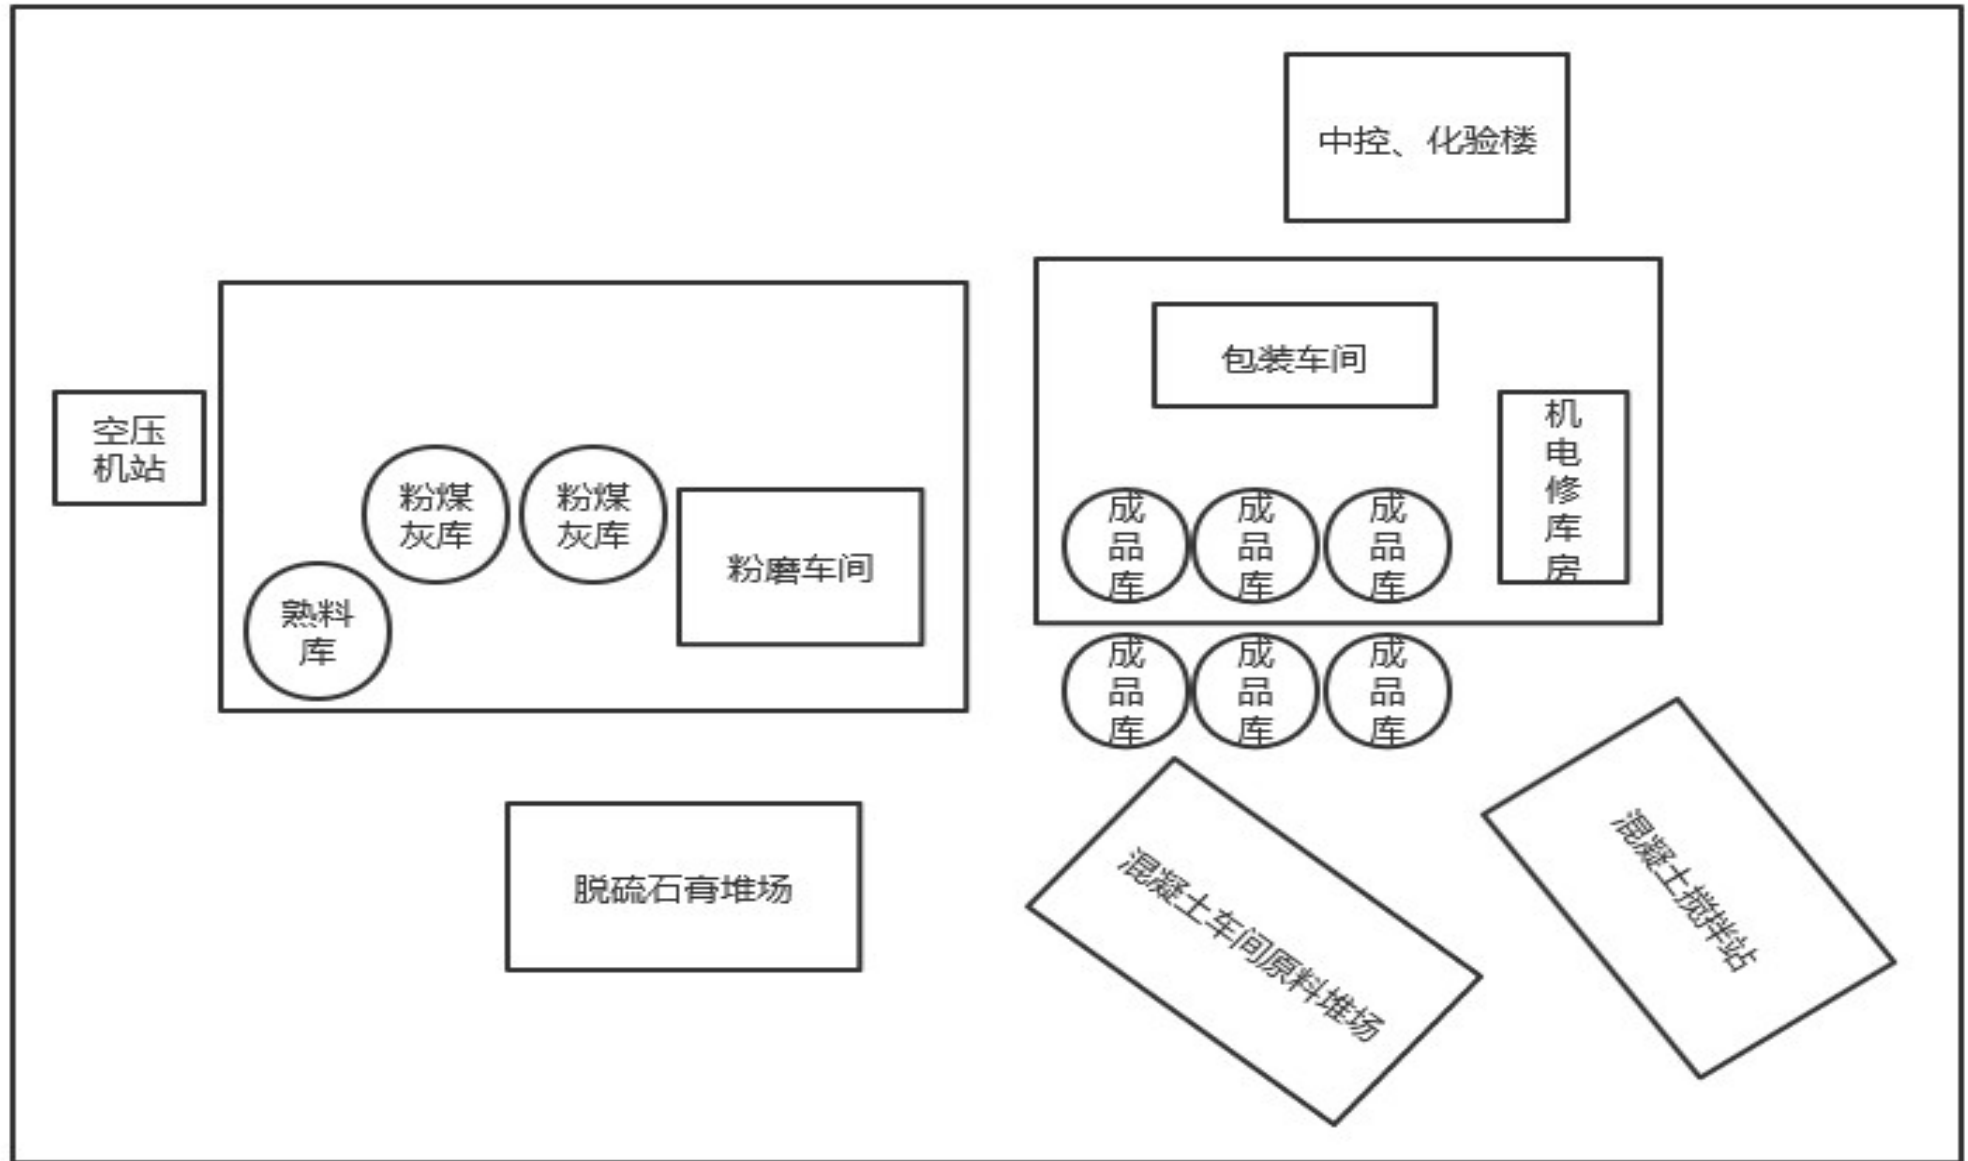 中控、化验楼
包装车间
空压
机站
机
电
修
库
房
粉煤
灰库
粉煤
灰库
粉磨车间
成
品
库
成
品
库
成
品
库
熟料
库
成
品
库
成
品
库
成
品
库
脱硫石膏堆场
混凝土车间原料堆场
混凝土搅拌站